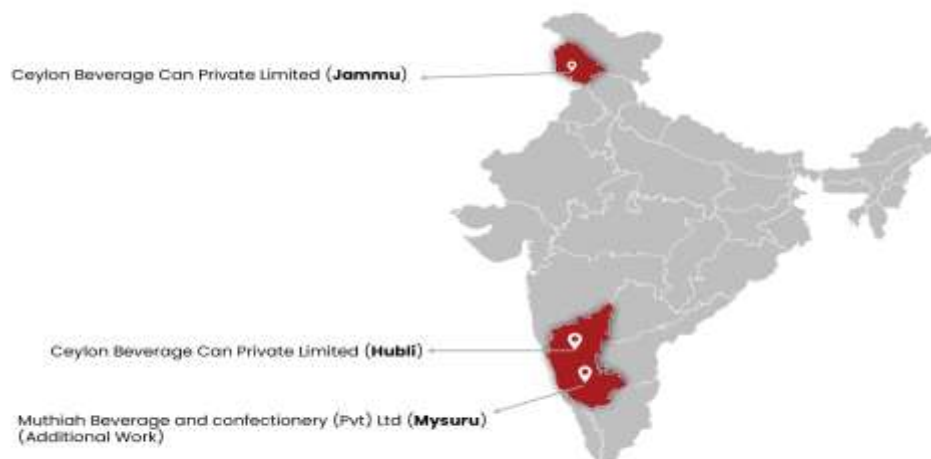 Ceylon Beverage Can Private Limited (Jammu)
Ceylon Beverage Can Private Limited (Hubli)
Muthiah Beverage and confectionery (Pvt) Ltd (Mysuru)
(Additional Work)